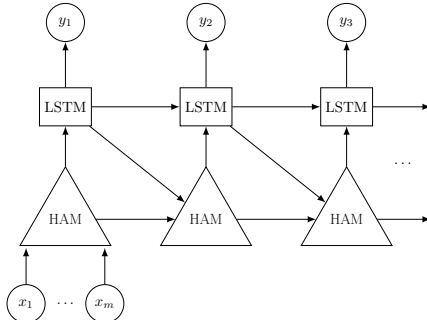 y₁ y₂ y₃
LSTM LSTM LSTM
...
HAM HAM HAM
x₁ ... xₘ